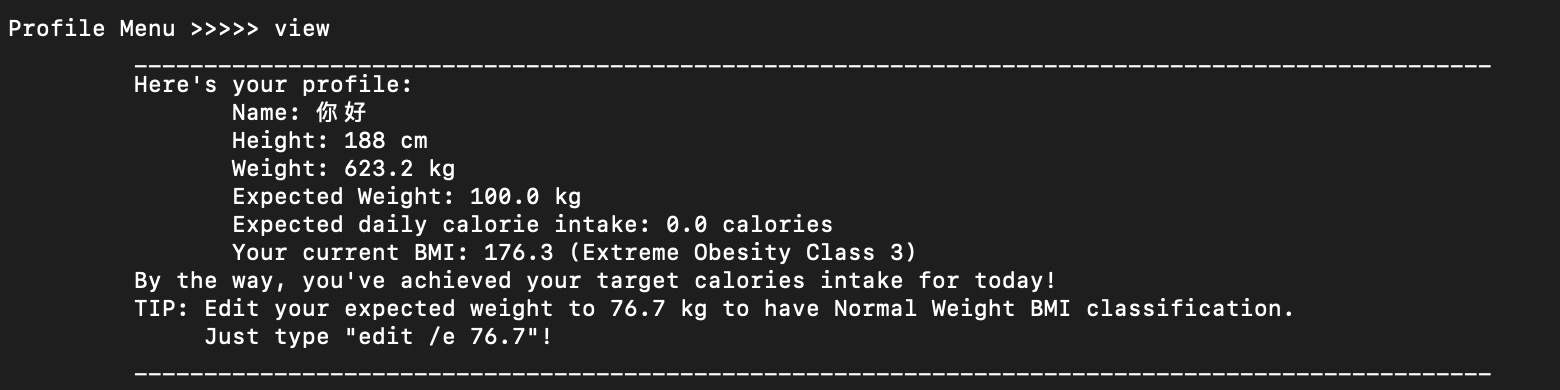 Profile Menu >>>>> view
_________________________________________________________________________________________________
Here's your profile:
Name: 你好
Height: 188 cm
Weight: 623.2 kg
Expected Weight: 100.0 kg
Expected daily calorie intake: 0.0 calories
Your current BMI: 176.3 (Extreme Obesity Class 3)
By the way, you've achieved your target calories intake for today!
TIP: Edit your expected weight to 76.7 kg to have Normal Weight BMI classification.
Just type "edit /e 76.7"!
_________________________________________________________________________________________________